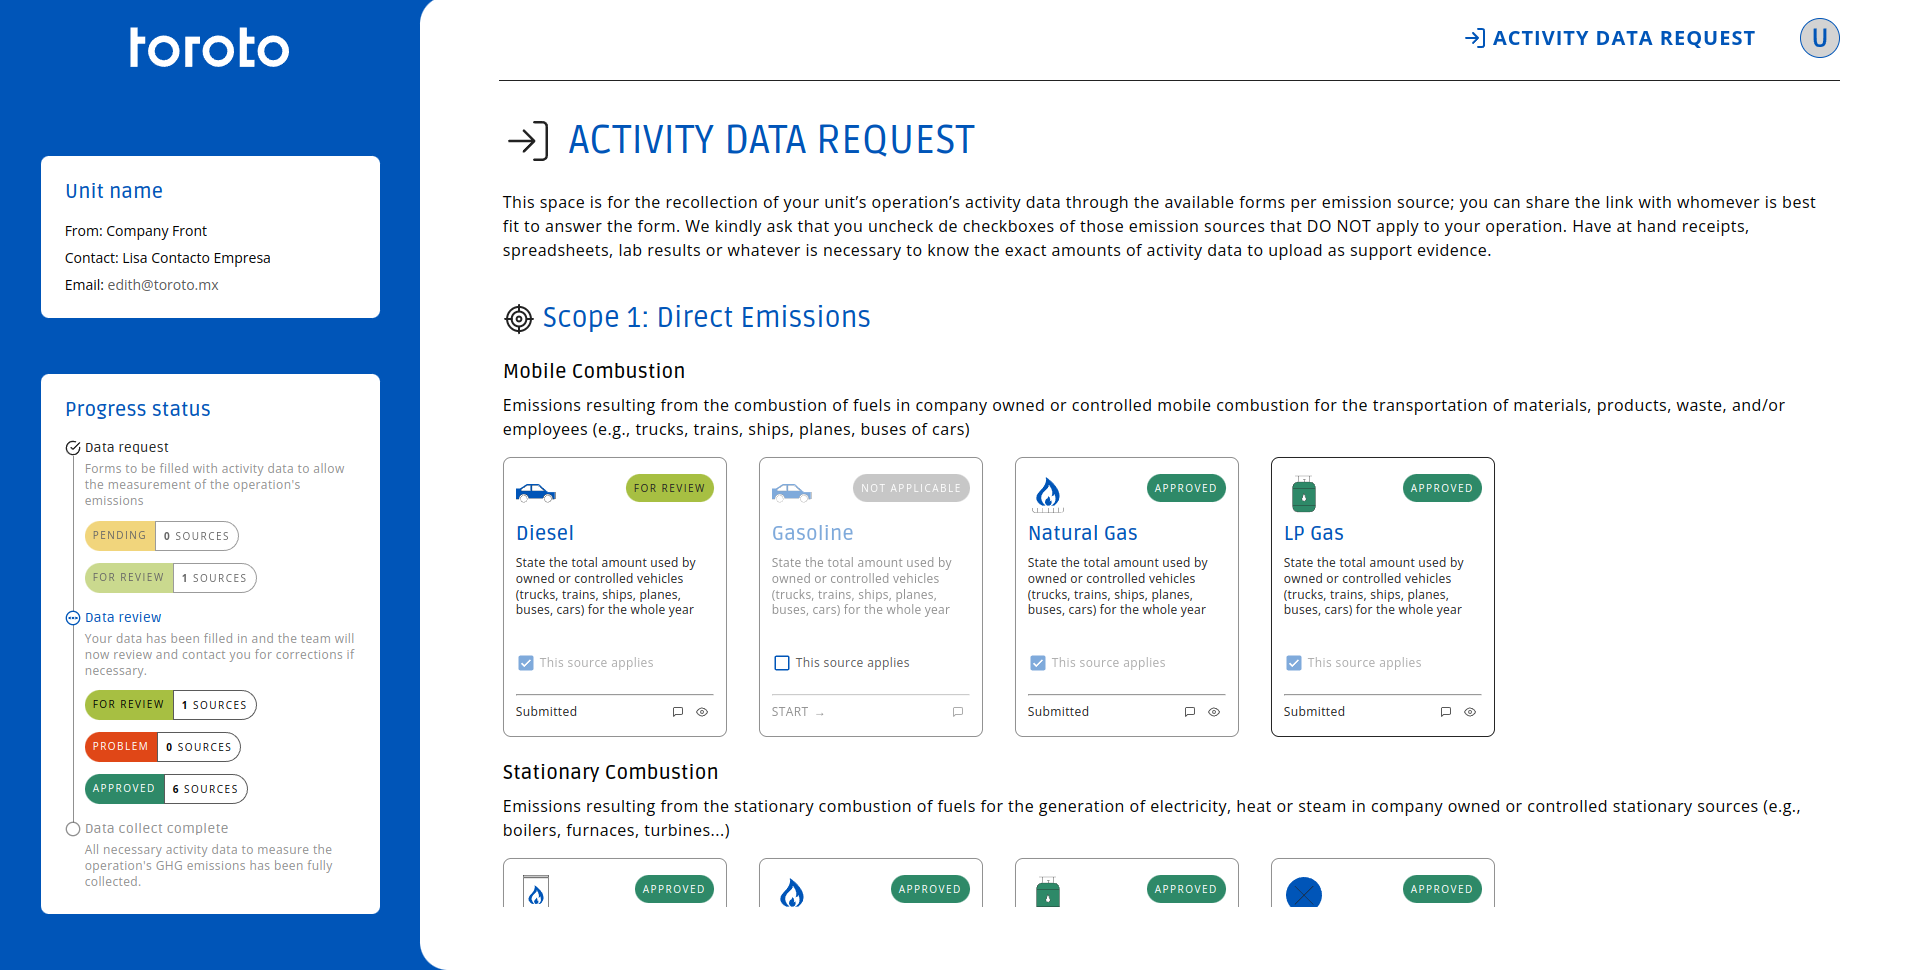 toroto
ACTIVITY DATA REQUEST
U
Unit name
From: Company Front
Contact: Lisa Contacto Empresa
Email: edith@toroto.mx
Progress status
Data request
Forms to be filled with activity data to allow
the measurement of the operation's
emissions
PENDING 0 SOURCES
FOR REVIEW 1 SOURCES
Data review
Your data has been filled in and the team will
now review and contact you for corrections if
necessary.
FOR REVIEW 1 SOURCES
PROBLEM 0 SOURCES
APPROVED 6 SOURCES
Data collect complete
All necessary activity data to measure the
operation's GHG emissions has been fully
collected.
ACTIVITY DATA REQUEST
This space is for the recollection of your unit’s operation’s activity data through the available forms per emission source; you can share the link with whomever is best
fit to answer the form. We kindly ask that you uncheck de checkboxes of those emission sources that DO NOT apply to your operation. Have at hand receipts,
spreadsheets, lab results or whatever is necessary to know the exact amounts of activity data to upload as support evidence.
Scope 1: Direct Emissions
Mobile Combustion
Emissions resulting from the combustion of fuels in company owned or controlled mobile combustion for the transportation of materials, products, waste, and/or
employees (e.g., trucks, trains, ships, planes, buses of cars)
FOR REVIEW
Diesel
State the total amount used by
owned or controlled vehicles
(trucks, trains, ships, planes,
buses, cars) for the whole year
This source applies
Submitted
NOT APPLICABLE
Gasoline
State the total amount used by
owned or controlled vehicles
(trucks, trains, ships, planes,
buses, cars) for the whole year
This source applies
START →
APPROVED
Natural Gas
State the total amount used by
owned or controlled vehicles
(trucks, trains, ships, planes,
buses, cars) for the whole year
This source applies
Submitted
APPROVED
LP Gas
State the total amount used by
owned or controlled vehicles
(trucks, trains, ships, planes,
buses, cars) for the whole year
This source applies
Submitted
Stationary Combustion
Emissions resulting from the stationary combustion of fuels for the generation of electricity, heat or steam in company owned or controlled stationary sources (e.g.,
boilers, furnaces, turbines...)
APPROVED
APPROVED
APPROVED
APPROVED